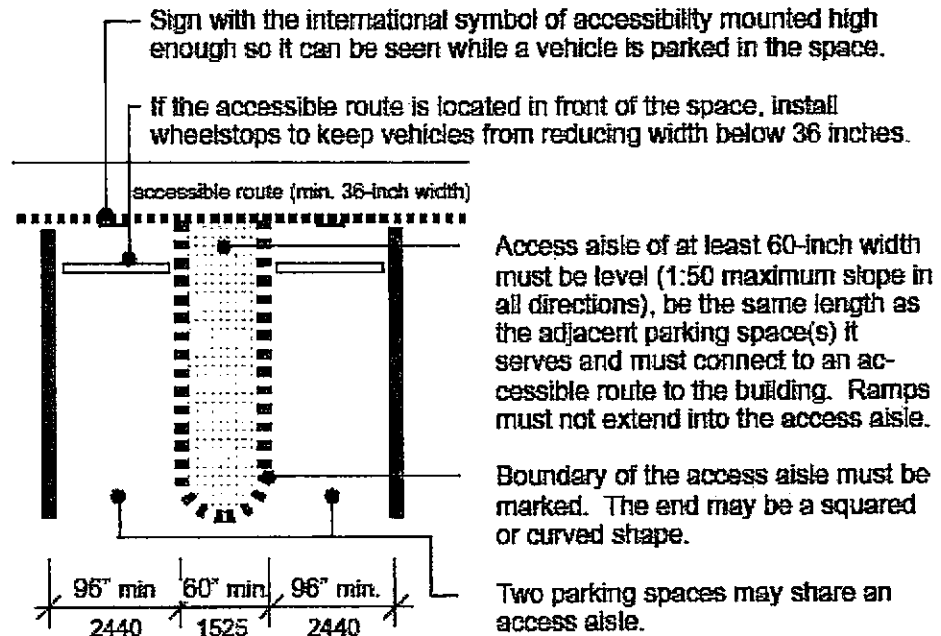 Sign with the international symbol of accessibility mounted high
enough so it can be seen while a vehicle is parked in the space.
If the accessible route is located in front of the space, install
wheelstops to keep vehicles from reducing width below 36 inches.
accessible route (min. 36-inch width)
Access aisle of at least 60-inch width
must be level (1:50 maximum slope in
all directions), be the same length as
the adjacent parking space(s) it
serves and must connect to an ac-
cessible route to the building. Ramps
must not extend into the access aisle.
Boundary of the access aisle must be
marked. The end may be a squared
or curved shape.
Two parking spaces may share an
access aisle.
96" min 60" min. 96" min.
2440 1525 2440